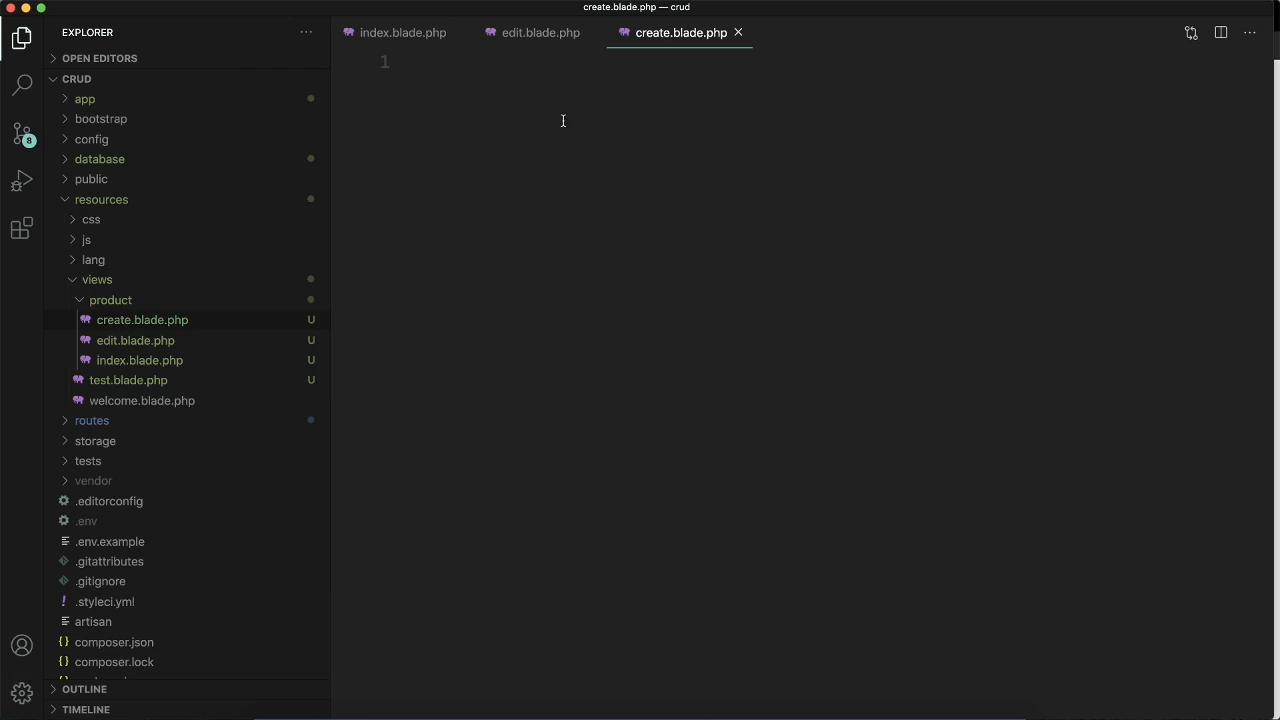 create.blade.php — crud
EXPLORER
index.blade.php
edit.blade.php
create.blade.php
OPEN EDITORS
CRUD
1
app
bootstrap
8
config
database
public
resources
css
js
lang
views
product
create.blade.php U
edit.blade.php U
index.blade.php U
test.blade.php U
welcome.blade.php
routes
storage
tests
vendor
.editorconfig
.env
.env.example
.gitattributes
.gitignore
! .styleci.yml
artisan
{} composer.json
{} composer.lock
OUTLINE
TIMELINE